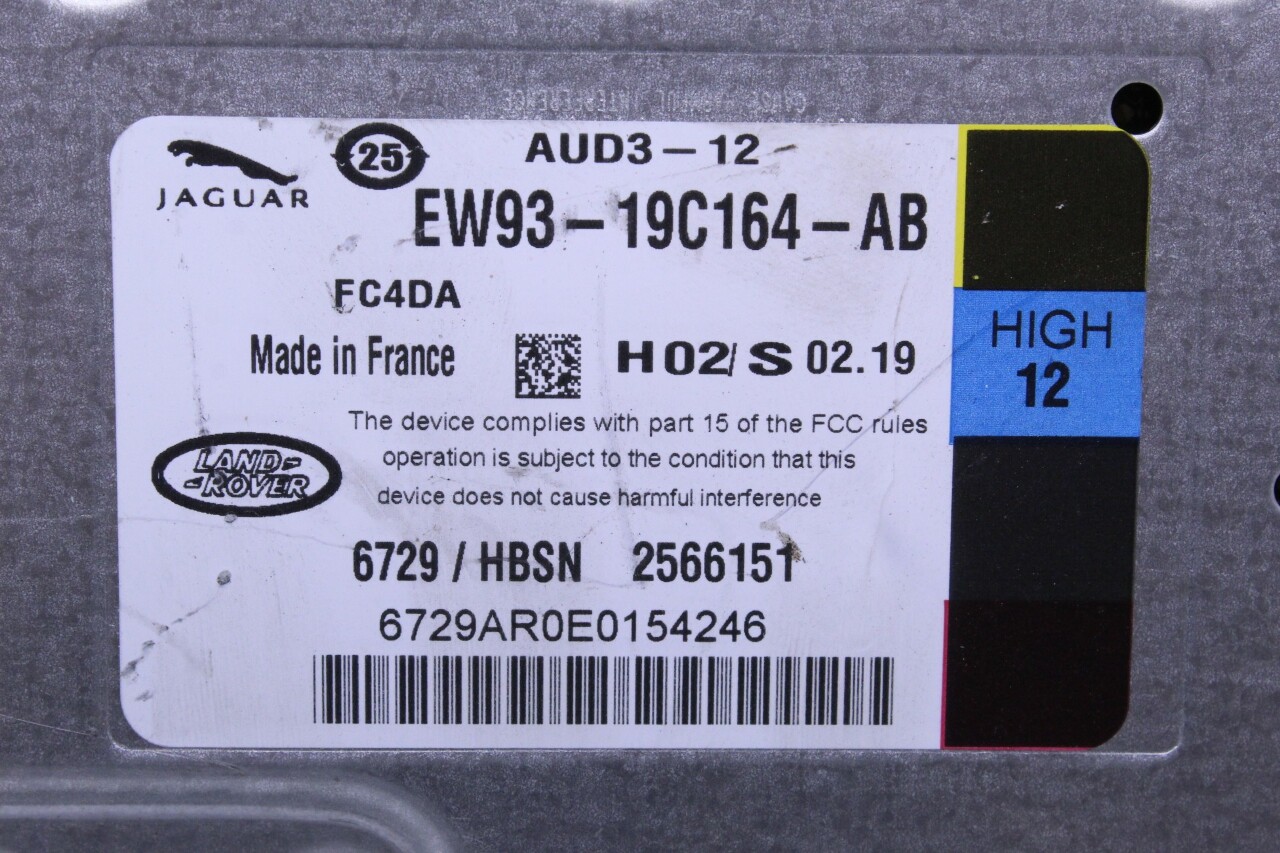 JAGUAR
25
AUD3-12
EW93-19C164-AB
FC4DA
Made in France
H02/S 02.19
HIGH
12
The device complies with part 15 of the FCC rules
operation is subject to the condition that this
device does not cause harmful interference
LAND-
-ROVER
6729 / HBSN 2566151
6729AR0E0154246